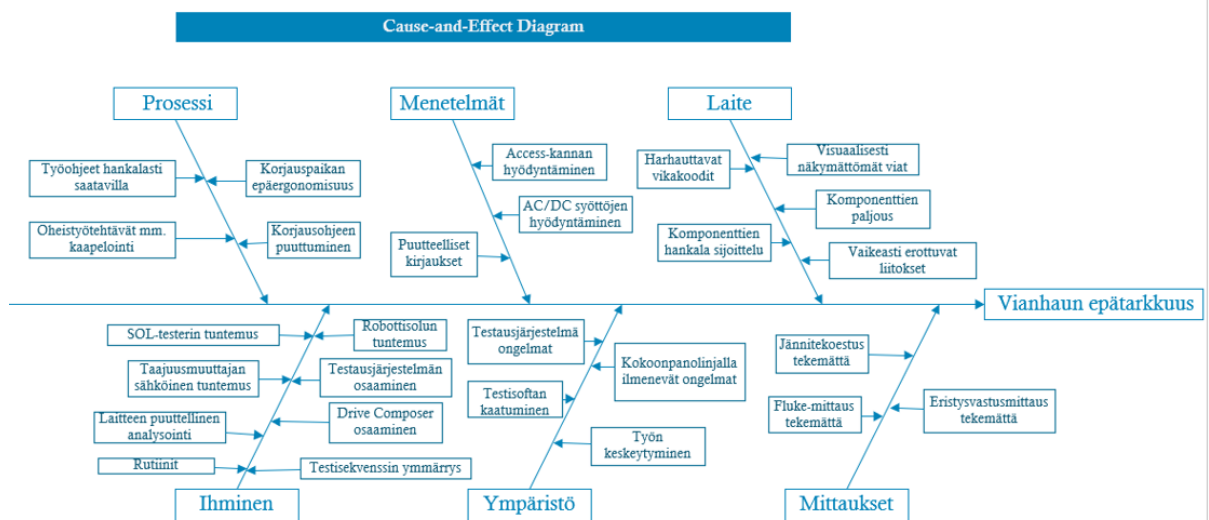 Cause-and-Effect Diagram
Prosessi
Menetelmät
Laite
Työohjeet hankalasti
saatavilla
Korjauspaikan
epäergonomisuus
Oheistyötehtävät mm.
kaapelointi
Korjausohjeen
puuttuminen
Access-kannan
hyödyntäminen
AC/DC syöttöjen
hyödyntäminen
Puutteelliset
kirjaukset
Harhauttavat
vikakoodit
Visuaalisesti
näkymättömät viat
Komponenttien
paljous
Komponenttien
hankala sijoittelu
Vaikeasti erottuvat
liitokset
Vianhaun epätarkkuus
SOL-testerin tuntemus
Robottisolun
tuntemus
Taajuusmuuttajan
sähköinen tuntemus
Testausjärjestelmän
osaaminen
Laitteen puuttellinen
analysointi
Drive Composer
osaaminen
Rutiinit
Testisekvenssin ymmärrys
Testausjärjestelmä
ongelmat
Kokoonpanolinjalla
ilmenevät ongelmat
Testisoftan
kaatuminen
Työn
keskeytyminen
Jännitekoestus
tekemättä
Fluke-mittaus
tekemättä
Eristysvastusmittaus
tekemättä
Ihminen
Ympäristö
Mittaukset